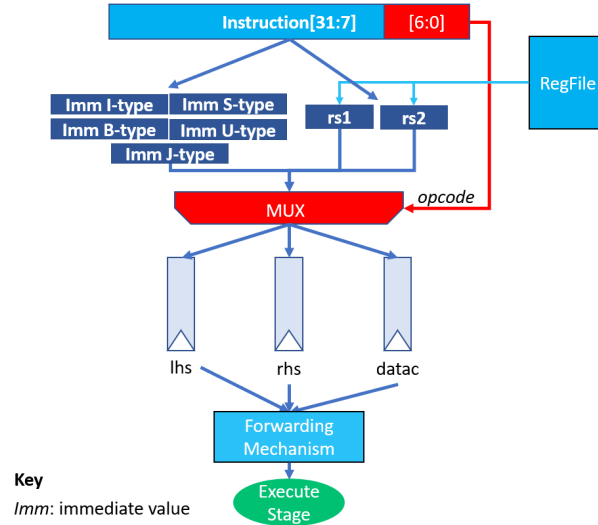 Instruction[31:7] [6:0]
RegFile
Imm I-type Imm S-type
rs1 rs2
Imm B-type Imm U-type
Imm J-type
opcode
MUX
lhs rhs datac
Forwarding
Mechanism
Key
Imm: immediate value
Execute
Stage